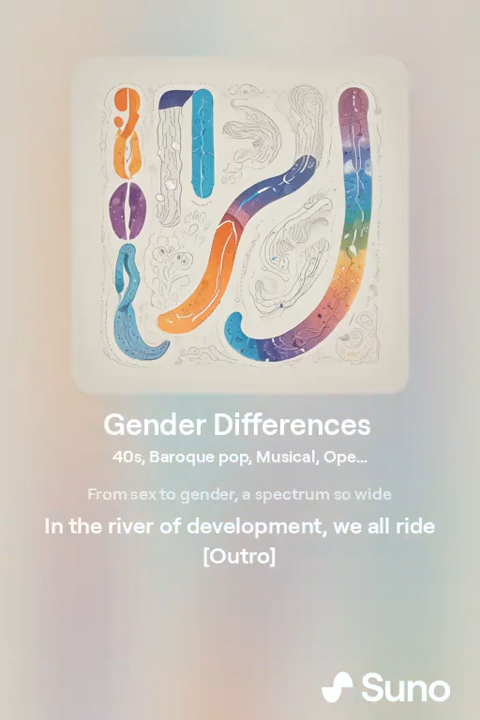 Gender Differences
40s, Baroque pop, Musical, Ope...
From sex to gender, a spectrum so wide
In the river of development, we all ride
[Outro]
Suno